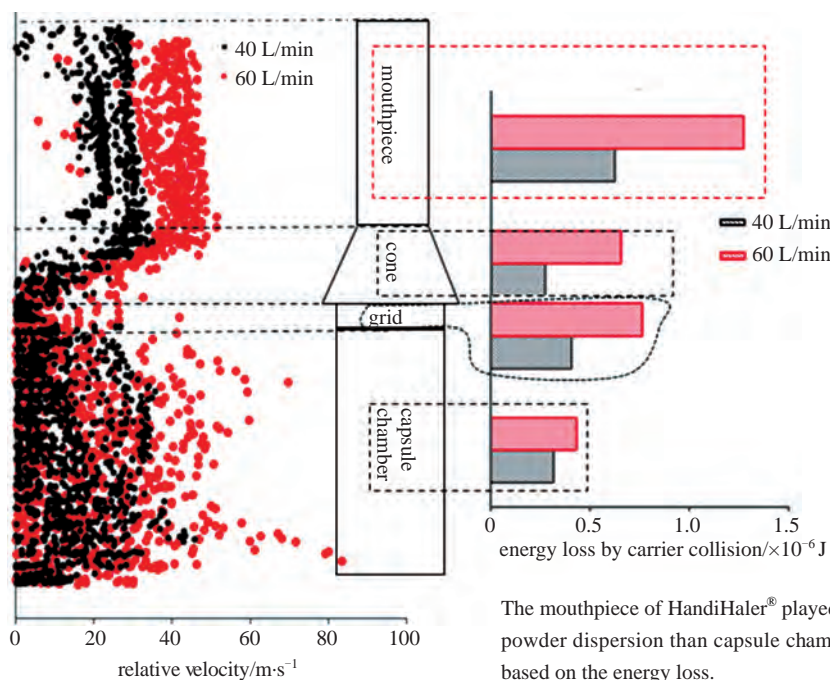 40 L/min
60 L/min
mouthpiece
cone
grid
capsule
chamber
40 L/min
60 L/min
0 0.5 1.0 1.5
energy loss by carrier collision/×10⁻⁶ J
0 20 40 60 80 100
relative velocity/m·s⁻¹
The mouthpiece of HandiHaler® played
powder dispersion than capsule cham
based on the energy loss.